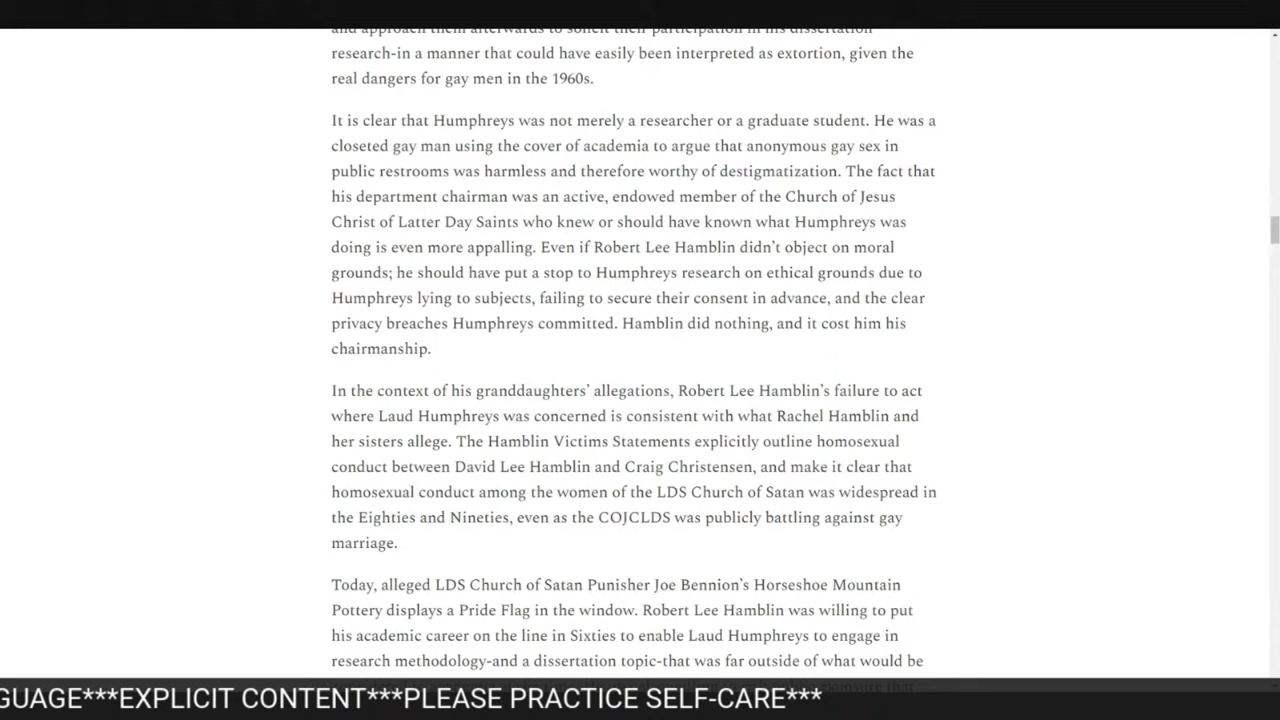 and approach them afterwards to solicit their participation in his dissertation
research-in a manner that could have easily been interpreted as extortion, given the
real dangers for gay men in the 1960s.
It is clear that Humphreys was not merely a researcher or a graduate student. He was a
closeted gay man using the cover of academia to argue that anonymous gay sex in
public restrooms was harmless and therefore worthy of destigmatization. The fact that
his department chairman was an active, endowed member of the Church of Jesus
Christ of Latter Day Saints who knew or should have known what Humphreys was
doing is even more appalling. Even if Robert Lee Hamblin didn't object on moral
grounds; he should have put a stop to Humphreys research on ethical grounds due to
Humphreys lying to subjects, failing to secure their consent in advance, and the clear
privacy breaches Humphreys committed. Hamblin did nothing, and it cost him his
chairmanship.
In the context of his granddaughters' allegations, Robert Lee Hamblin's failure to act
where Laud Humphreys was concerned is consistent with what Rachel Hamblin and
her sisters allege. The Hamblin Victims Statements explicitly outline homosexual
conduct between David Lee Hamblin and Craig Christensen, and make it clear that
homosexual conduct among the women of the LDS Church of Satan was widespread in
the Eighties and Nineties, even as the COJCLDS was publicly battling against gay
marriage.
Today, alleged LDS Church of Satan Punisher Joe Bennion's Horseshoe Mountain
Pottery displays a Pride Flag in the window. Robert Lee Hamblin was willing to put
his academic career on the line in Sixties to enable Laud Humphreys to engage in
research methodology-and a dissertation topic-that was far outside of what would be
GUAGE***EXPLICIT CONTENT***PLEASE PRACTICE SELF-CARE***